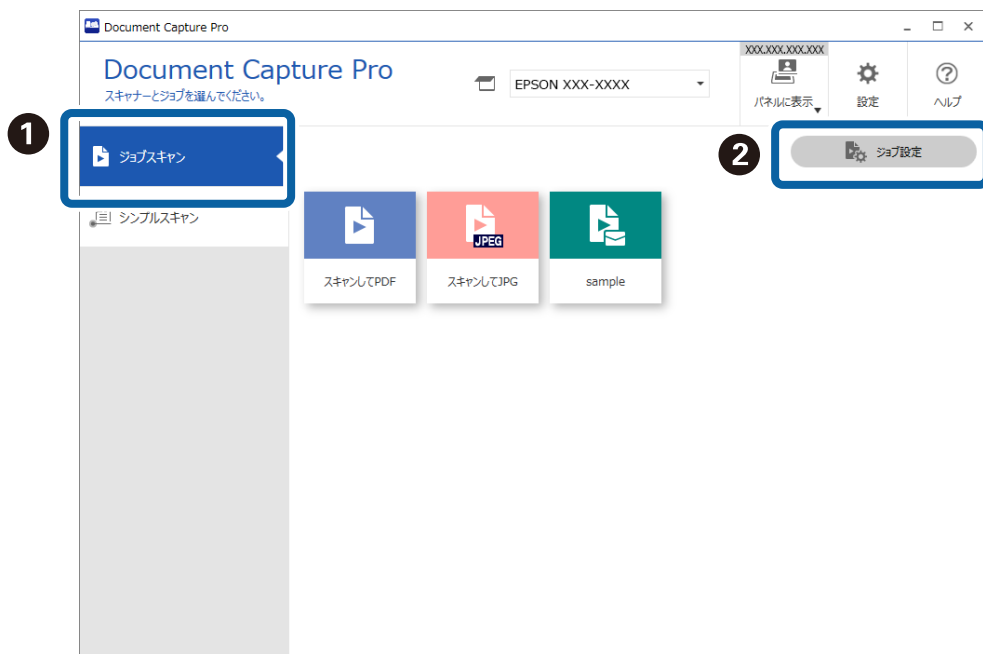 Document Capture Pro
Document Capture Pro
スキャナーとジョブを選んでください。
EPSON XXX-XXXX
XXX.XXX.XXX.XXX
パネルに表示
設定
ヘルプ
1
ジョブスキャン
2
ジョブ設定
シンプルスキャン
JPEG
スキャンしてPDF
スキャンしてJPG
sample